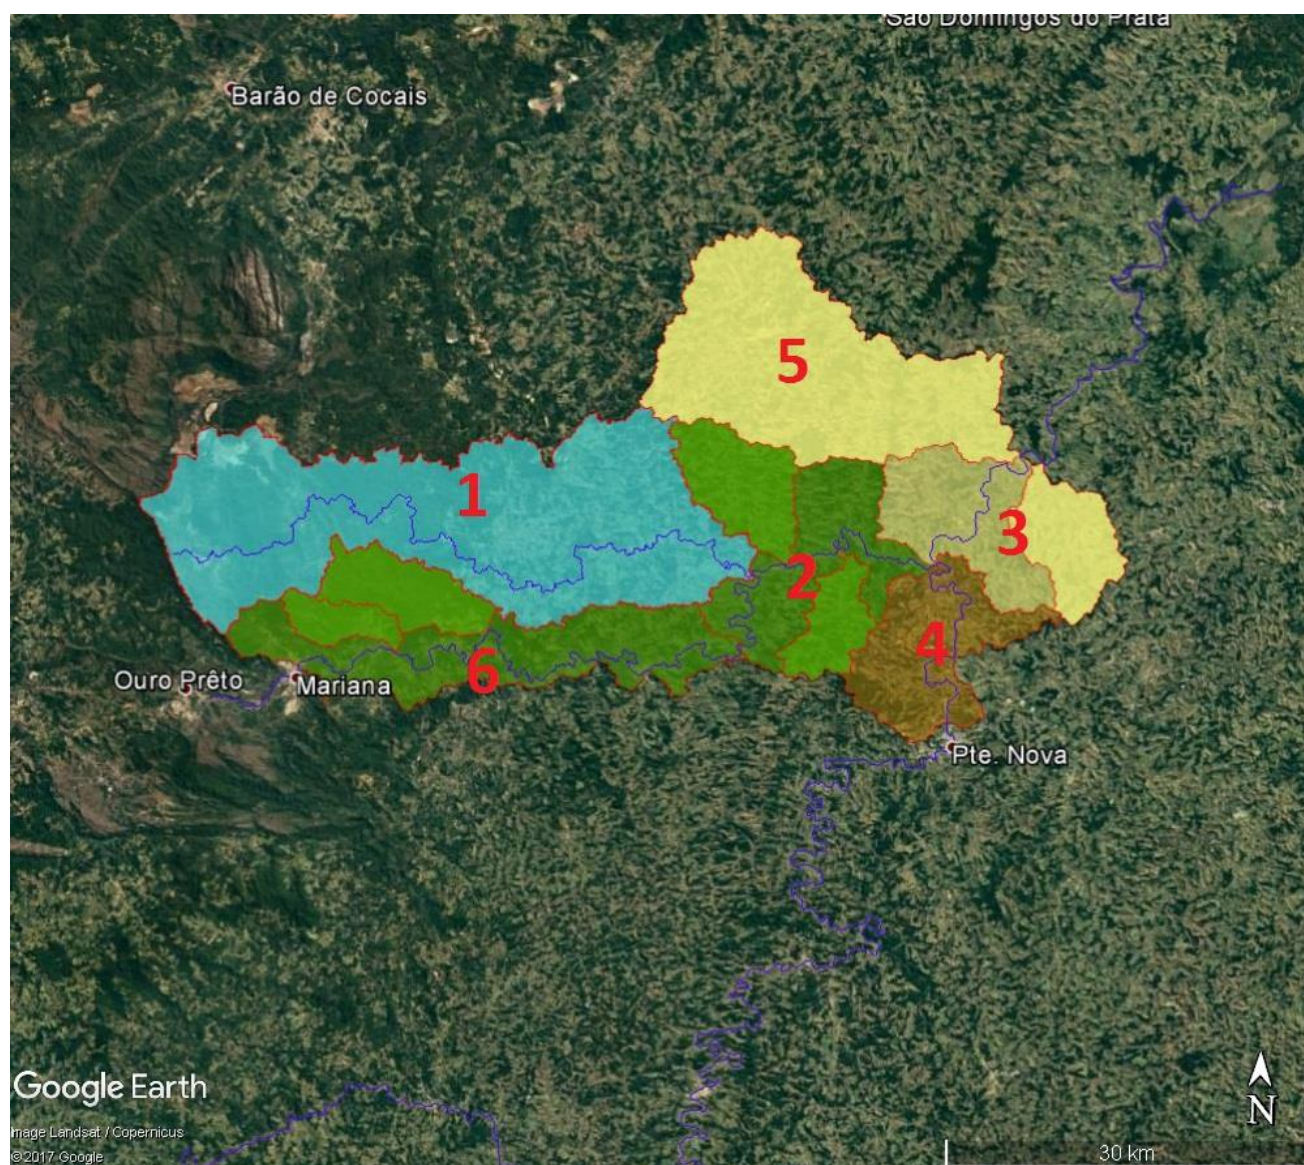 São Domingos do Prata
Barão de Cocais
5
1
3
2
4
6
Ouro Prêto
Mariana
Pte. Nova
Google Earth
N
Image Landsat / Copernicus
©2017 Google
30 km